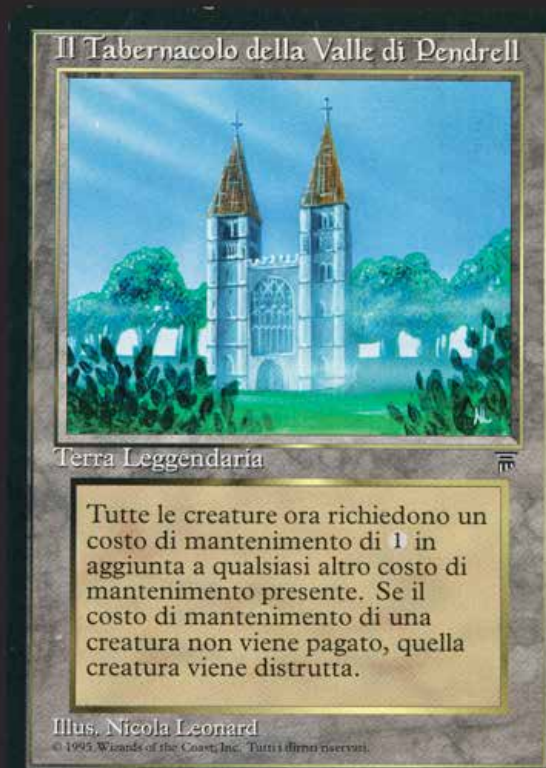 Il Tabernacolo della Valle di Pendrell
NL
Terra Leggendaria
Tutte le creature ora richiedono un
costo di mantenimento di 1 in
aggiunta a qualsiasi altro costo di
mantenimento presente. Se il
costo di mantenimento di una
creatura non viene pagato, quella
creatura viene distrutta.
Illus. Nicola Leonard
© 1995 Wizards of the Coast, Inc. Tutti i diritti riservati.